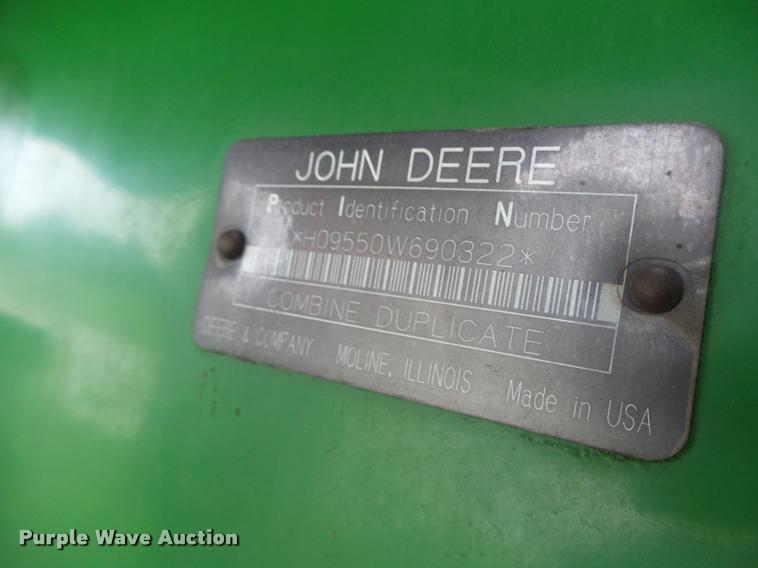 JOHN DEERE
Product Identification Number
*H09550W690322*
COMBINE DUPLICATE
DEERE & COMPANY MOLINE, ILLINOIS Made in USA
Purple Wave Auction